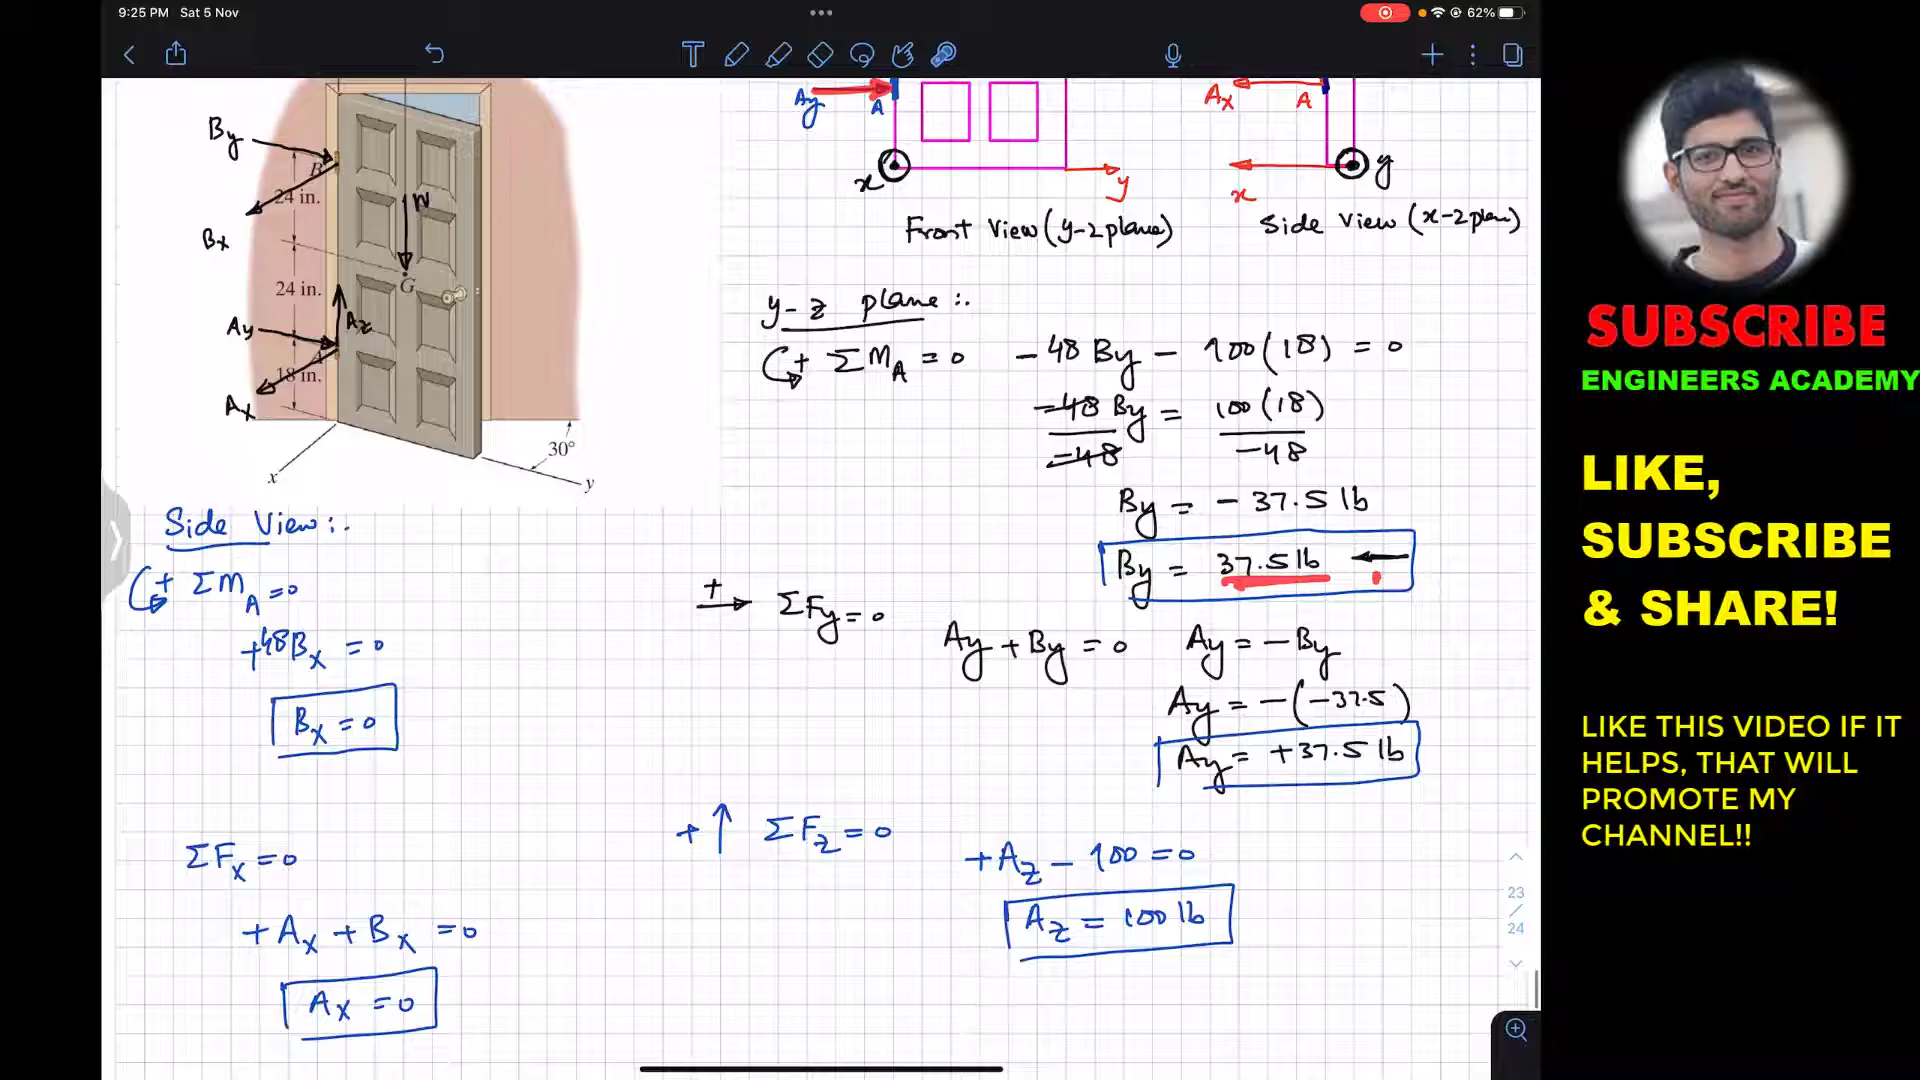 9:25 PM Sat 5 Nov
62%
By
B
24 in.
W
Bx
G
24 in.
Az
Ay
A
18 in.
Ax
30°
x
y
Ay
A
x
y
Front View (y-z plane)
Ax
A
x
y
Side View (x-z plane)
y-z plane :.
+ ΣM_A = 0
-48 By - 100(18) = 0
-48 By = 100(18)
-48 -48
By = -37.5 lb
By = 37.5 lb ←
+→ ΣFy = 0
Ay + By = 0 Ay = -By
Ay = -(-37.5)
Ay = +37.5 lb
+↑ ΣFz = 0
+Az - 100 = 0
Az = 100 lb
Side View :.
+ ΣM_A = 0
+48Bx = 0
Bx = 0
ΣFx = 0
+Ax + Bx = 0
Ax = 0
23
/
24
SUBSCRIBE
ENGINEERS ACADEMY
LIKE,
SUBSCRIBE
& SHARE!
LIKE THIS VIDEO IF IT
HELPS, THAT WILL
PROMOTE MY
CHANNEL!!